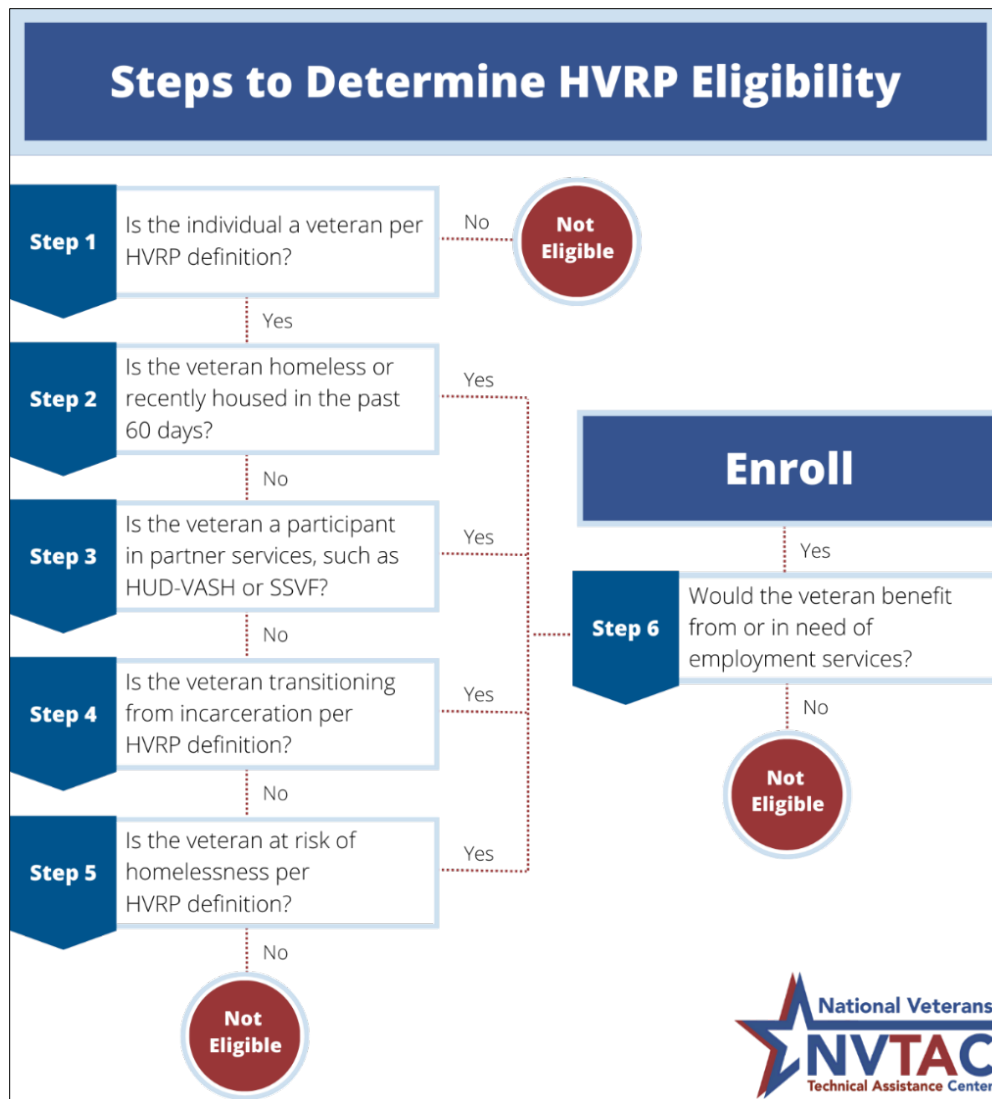 Steps to Determine HVRP Eligibility
Step 1
Is the individual a veteran per
HVRP definition?
No
Not
Eligible
Yes
Step 2
Is the veteran homeless or
recently housed in the past
60 days?
Yes
No
Step 3
Is the veteran a participant
in partner services, such as
HUD-VASH or SSVF?
Yes
No
Step 4
Is the veteran transitioning
from incarceration per
HVRP definition?
Yes
No
Step 5
Is the veteran at risk of
homelessness per
HVRP definition?
Yes
No
Not
Eligible
Enroll
Yes
Step 6
Would the veteran benefit
from or in need of
employment services?
No
Not
Eligible
National Veterans
NVTAC
Technical Assistance Center